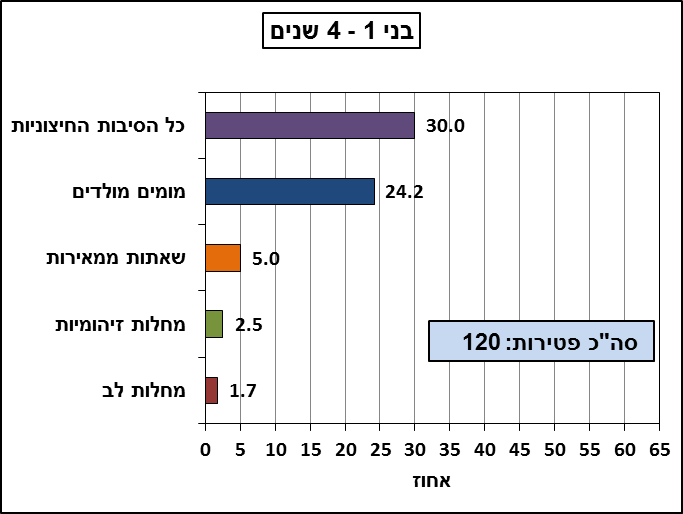 בני 1 - 4 שנים
כל הסיבות החיצוניות 30.0
מומים מולדים 24.2
שאתות ממאירות 5.0
מחלות זיהומיות 2.5
מחלות לב 1.7
סה"כ פטירות: 120
0 5 10 15 20 25 30 35 40 45 50 55 60 65
אחוז